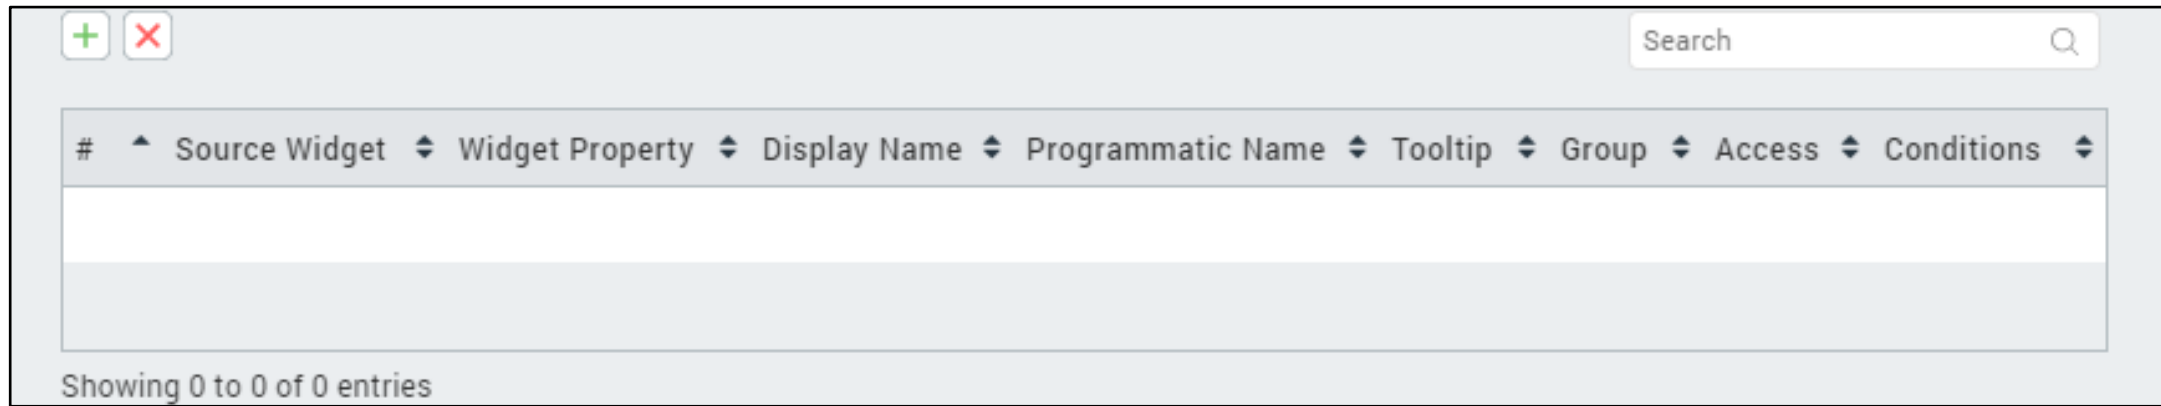 Search
# Source Widget Widget Property Display Name Programmatic Name Tooltip Group Access Conditions
Showing 0 to 0 of 0 entries